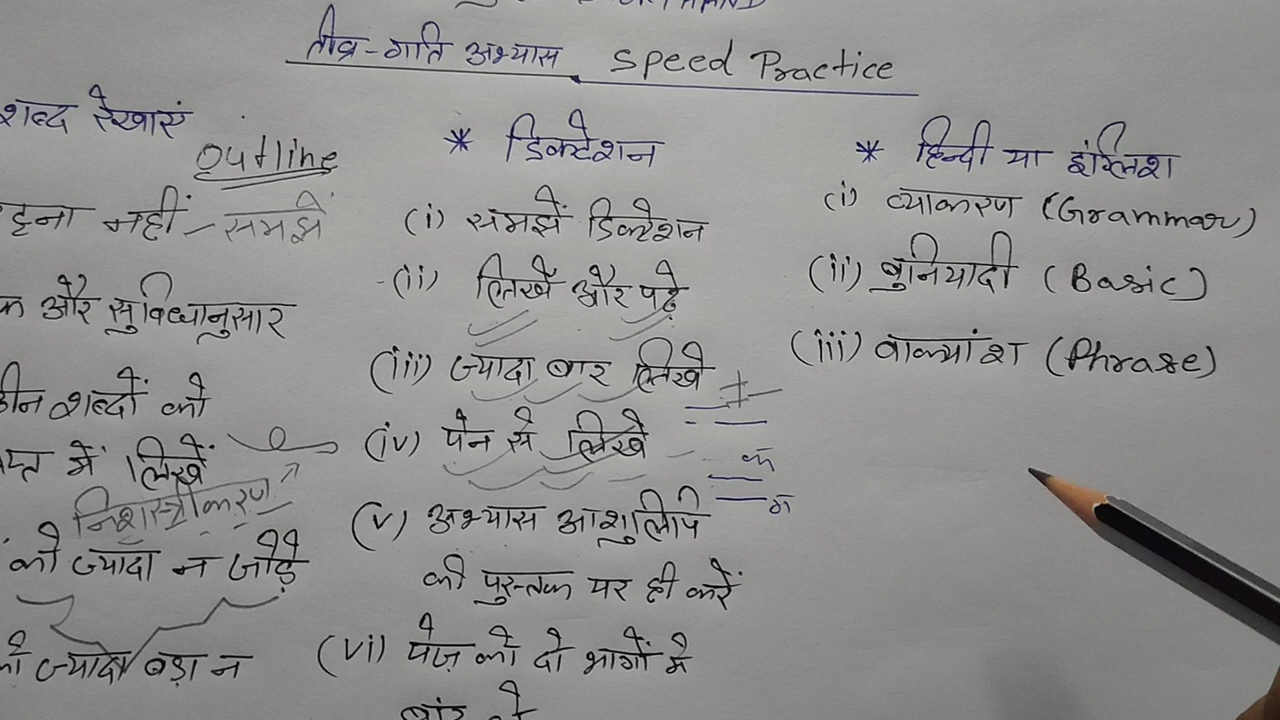 तीव्र-गति अभ्यास Speed Practice
शब्द रेखाएं
Outline
नहीं - समझें
और सुविधानुसार
शब्दों को
में लिखें
निशस्त्रीकरण
को ज्यादा न जोड़े
ज्यादा बड़ा न
* डिक्टेशन
(i) समझें डिक्टेशन
(ii) लिखें और पढ़े
(iii) ज्यादा बार लिखे
(iv) पेन से लिखे
क
ग
(v) अभ्यास आशुलिपि
की पुस्तक पर ही करें
(vi) पेज़ को दो भागों मे
बांट ले
* हिन्दी या इंग्लिश
(i) व्याकरण (Grammar)
(ii) बुनियादी (Basic)
(iii) वाक्यांश (Phrase)